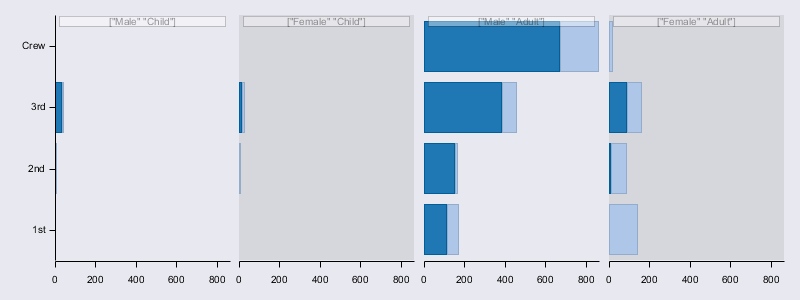 ["Male" "Child"] ["Female" "Child"] ["Male" "Adult"] ["Female" "Adult"]
Crew
3rd
2nd
1st
0 200 400 600 800 0 200 400 600 800 0 200 400 600 800 0 200 400 600 800